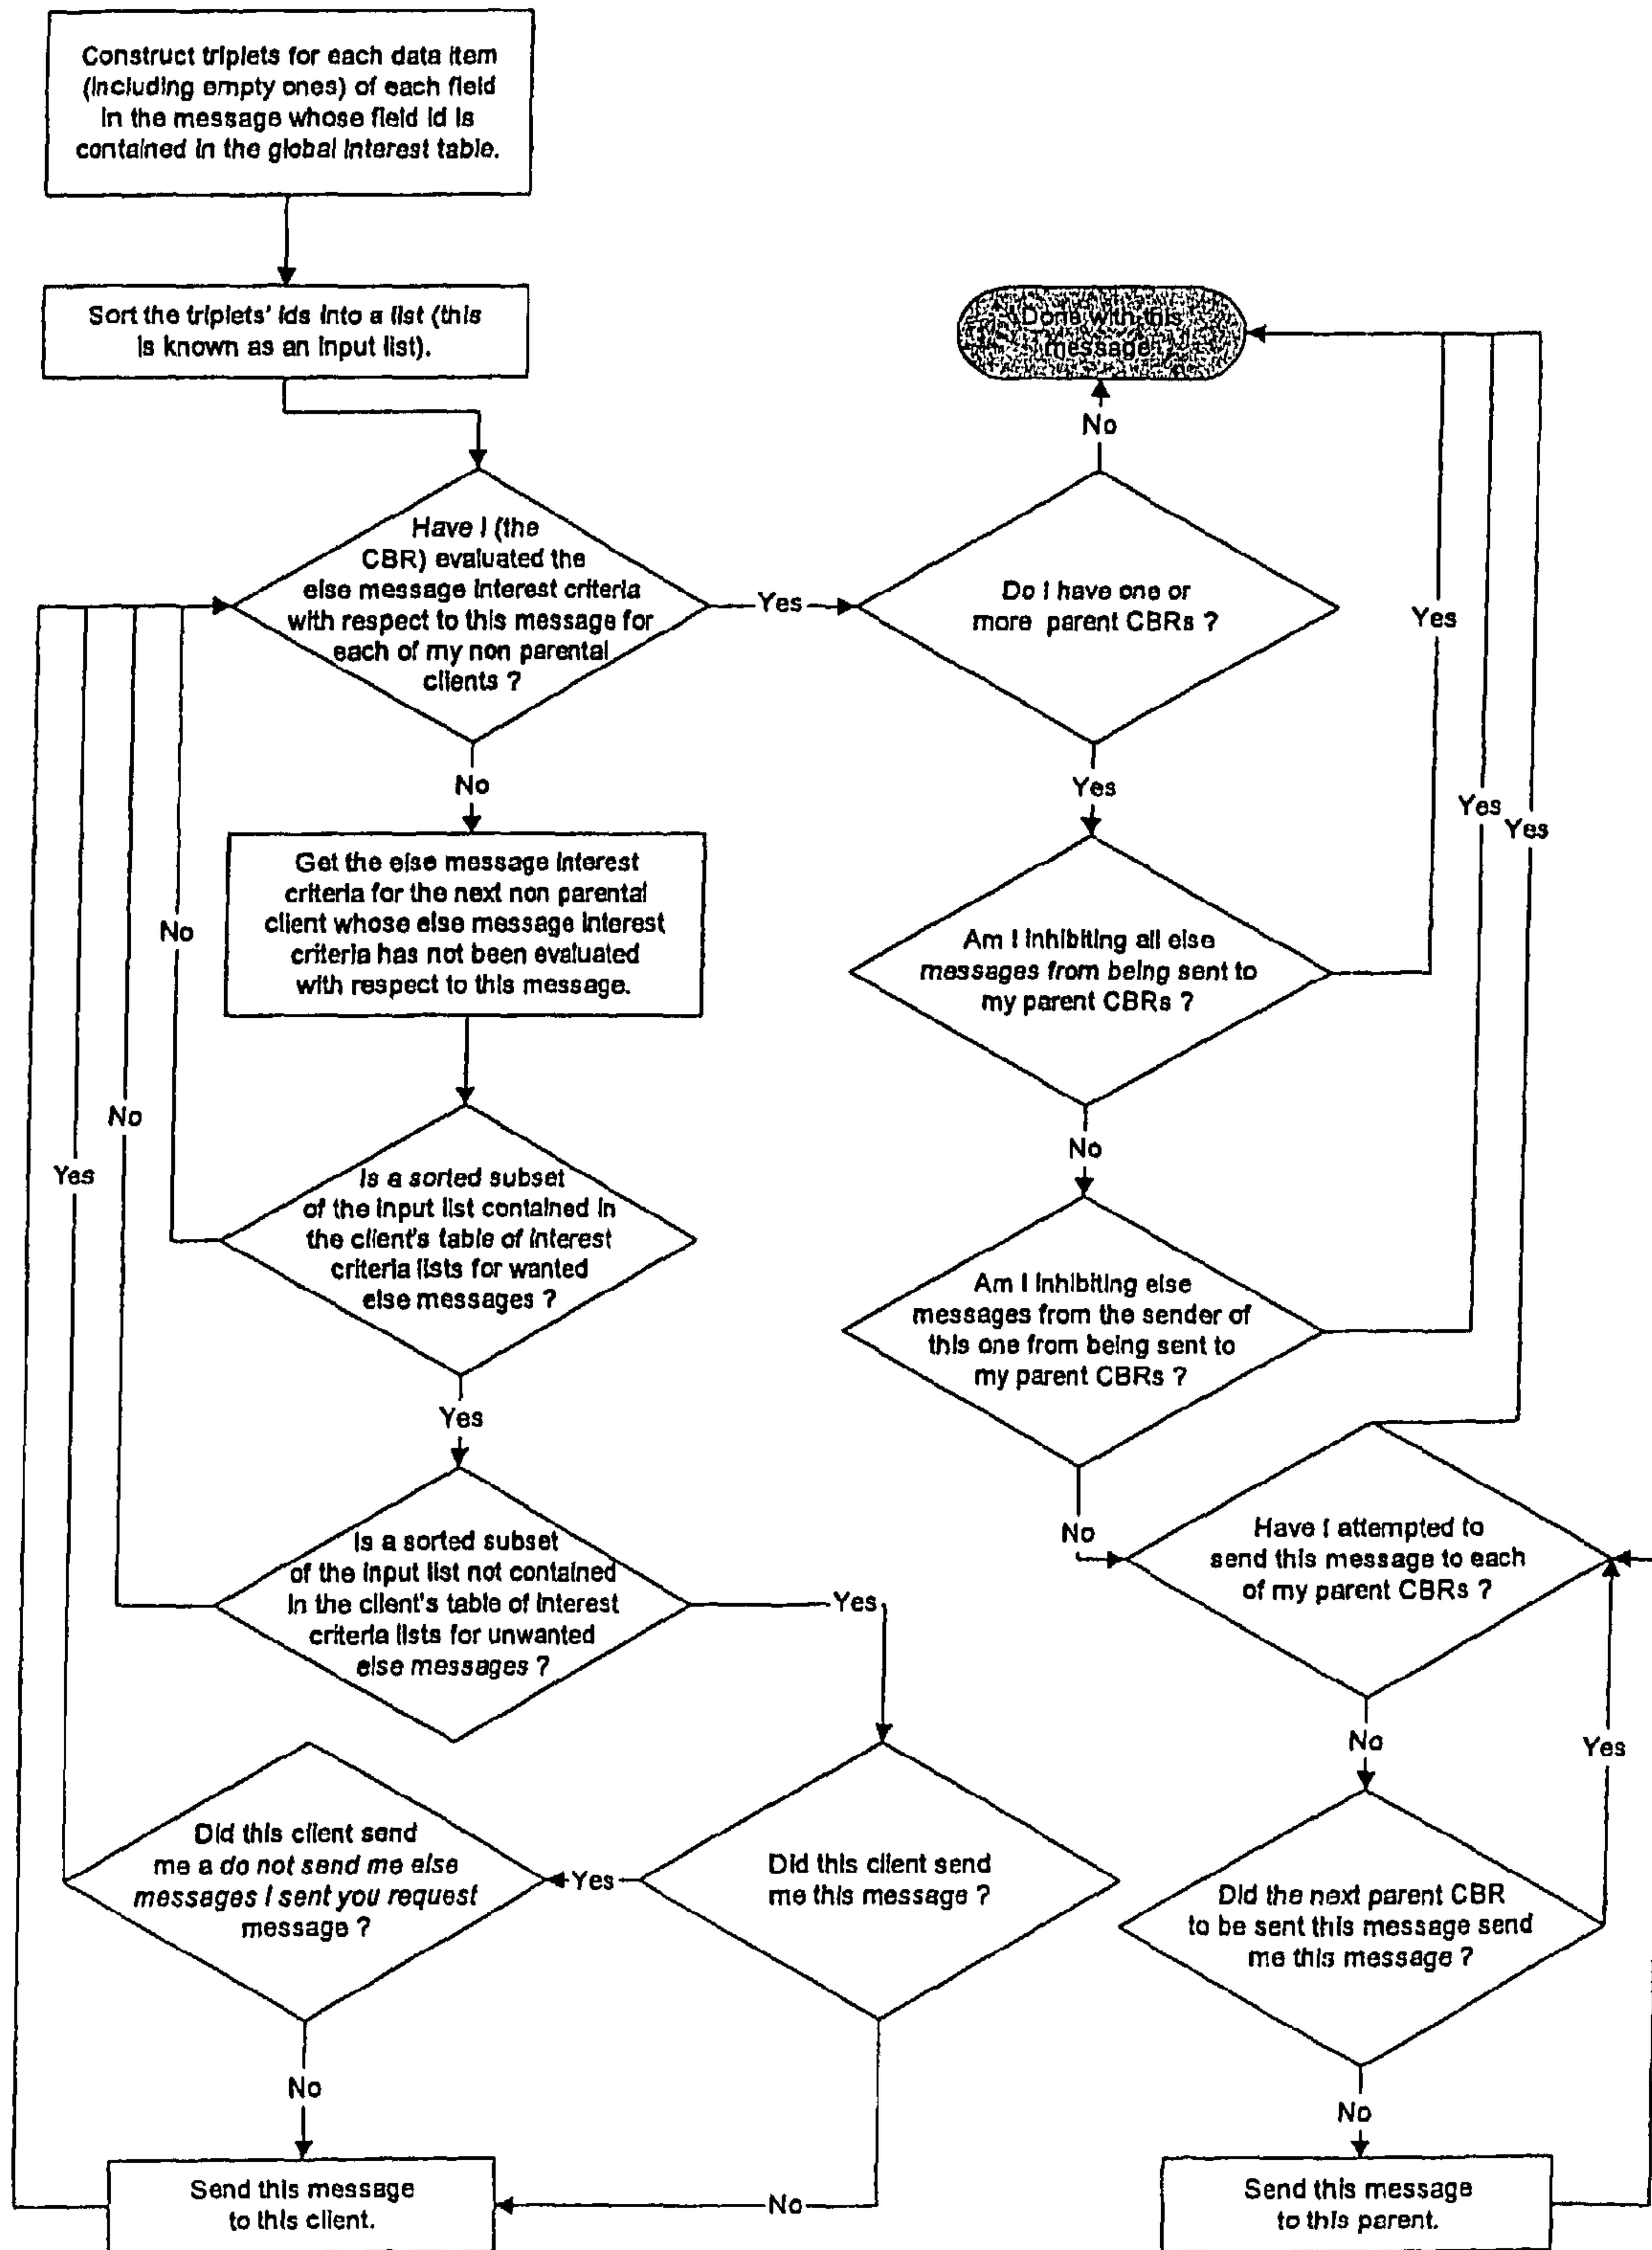 Construct triplets for each data item
(including empty ones) of each field
in the message whose field id is
contained in the global interest table.
Sort the triplets' ids into a list (this
is known as an input list).
Have I (the
CBR) evaluated the
else message interest criteria
with respect to this message for
each of my non parental
clients ?
Yes
No
Get the else message interest
criteria for the next non parental
client whose else message interest
criteria has not been evaluated
with respect to this message.
No
Is a sorted subset
of the input list contained in
the client's table of interest
criteria lists for wanted
else messages ?
No
Yes
Yes
Is a sorted subset
of the input list not contained
in the client's table of interest
criteria lists for unwanted
else messages ?
Yes
Did this client send
me a do not send me else
messages I sent you request
message ?
Yes
Did this client send
me this message ?
No
No
Send this message
to this client.
Done with this
message.
No
Do I have one or
more parent CBRs ?
Yes
Yes
Yes
Yes
Am I inhibiting all else
messages from being sent to
my parent CBRs ?
No
Am I inhibiting else
messages from the sender of
this one from being sent to
my parent CBRs ?
No
Have I attempted to
send this message to each
of my parent CBRs ?
No
Yes
Did the next parent CBR
to be sent this message send
me this message ?
No
Send this message
to this parent.